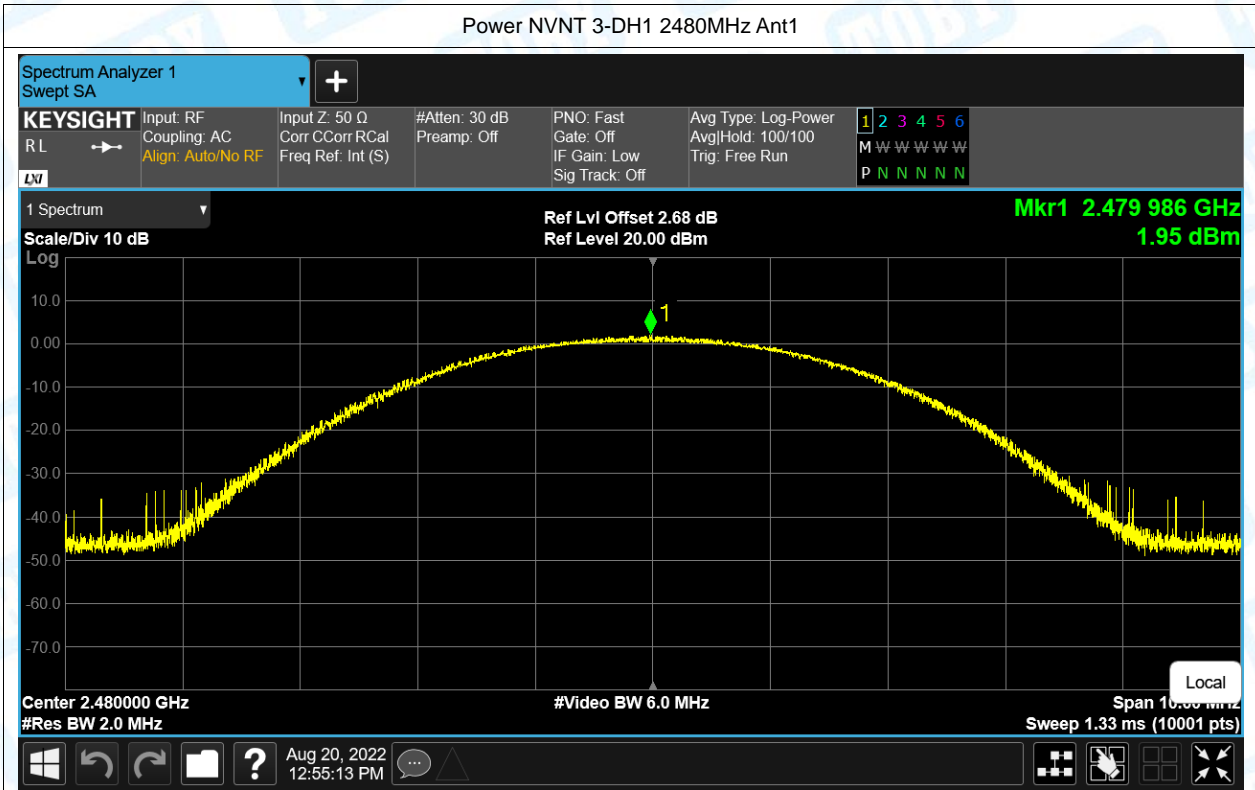 Power NVNT 3-DH1 2480MHz Ant1
Spectrum Analyzer 1
Swept SA
KEYSIGHT
R L
LXI
Input: RF
Coupling: AC
Align: Auto/No RF
Input Z: 50 Ω
Corr CCorr RCal
Freq Ref: Int (S)
#Atten: 30 dB
Preamp: Off
PNO: Fast
Gate: Off
IF Gain: Low
Sig Track: Off
Avg Type: Log-Power
Avg|Hold: 100/100
Trig: Free Run
1 2 3 4 5 6
M W W W W W
P N N N N N
1 Spectrum
Scale/Div 10 dB
Log
Ref Lvl Offset 2.68 dB
Ref Level 20.00 dBm
Mkr1 2.479 986 GHz
1.95 dBm
1
10.0
0.00
-10.0
-20.0
-30.0
-40.0
-50.0
-60.0
-70.0
Local
Center 2.480000 GHz
#Res BW 2.0 MHz
#Video BW 6.0 MHz
Span 10.00 MHz
Sweep 1.33 ms (10001 pts)
?
Aug 20, 2022
12:55:13 PM